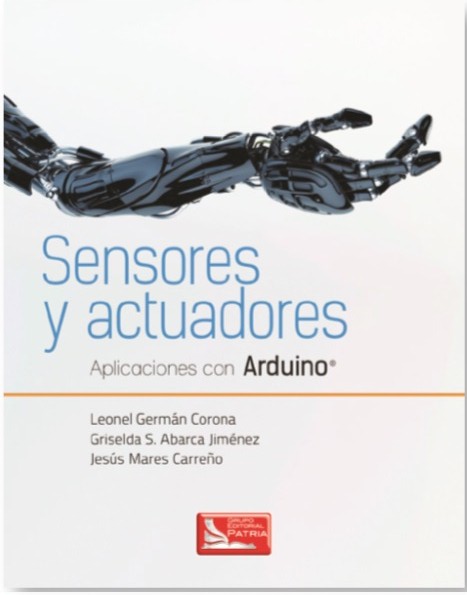 Sensores
y actuadores
Aplicaciones con Arduino®
Leonel Germán Corona
Griselda S. Abarca Jiménez
Jesús Mares Carreño
GRUPO
EDITORIAL
PATRIA